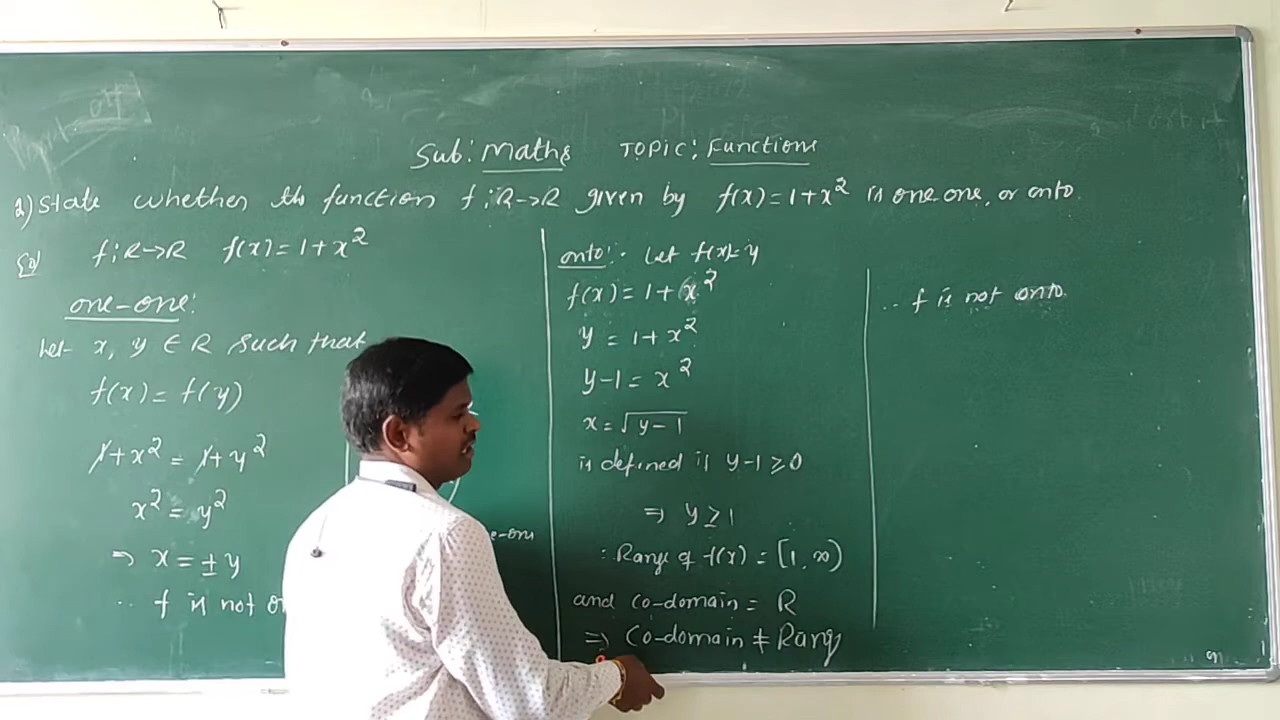 Sub: Maths TOPIC: Functions
2) State whether the function f:R→R given by f(x)=1+x² is one one, or onto.
f:R→R f(x)=1+x²
one-one:
Let x, y ∈ R such that
f(x) = f(y)
1+x² = 1+y²
x² = y²
⇒ x = ± y
∴ f is not
onto:- Let f(x)=y
f(x) = 1+x²
y = 1+x²
y-1 = x²
x = √y-1
is defined is y-1 ≥ 0
⇒ y ≥ 1
∴ Range of f(x) = [1, ∞)
and co-domain = R
⇒ Co-domain ≠ Range
∴ f is not onto